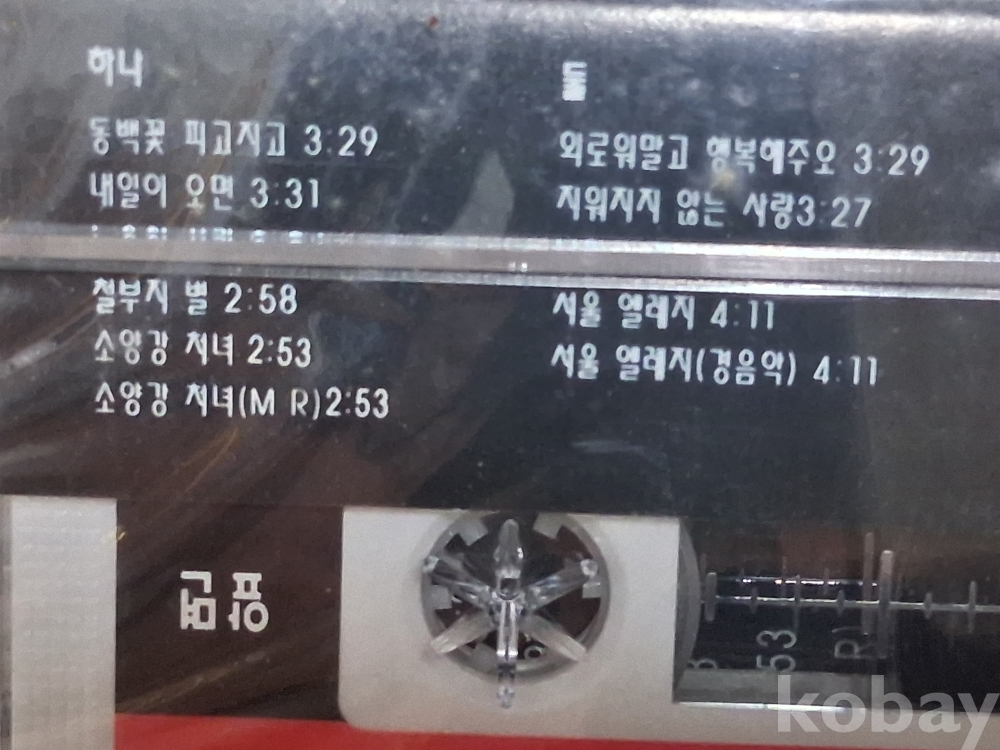 하나
동백꽃 피고지고 3:29
내일이 오면 3:31
철부지 별 2:58
소양강 처녀 2:53
소양강 처녀(M R)2:53
둘
외로워말고 행복해주오 3:29
지워지지 않는 사랑3:27
서울 엘레지 4:11
서울 엘레지(경음악) 4:11
53
kobay